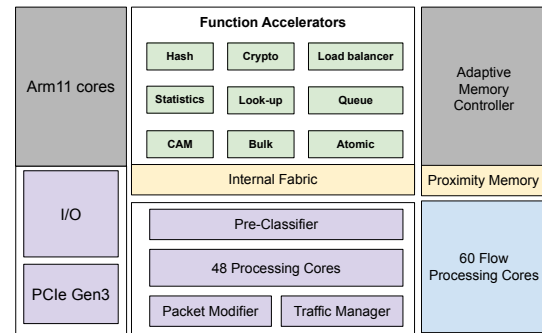 Function Accelerators
Hash
Crypto
Load balancer
Statistics
Look-up
Queue
CAM
Bulk
Atomic
Arm11 cores
Adaptive
Memory
Controller
Internal Fabric
Proximity Memory
I/O
PCIe Gen3
Pre-Classifier
48 Processing Cores
Packet Modifier
Traffic Manager
60 Flow
Processing Cores